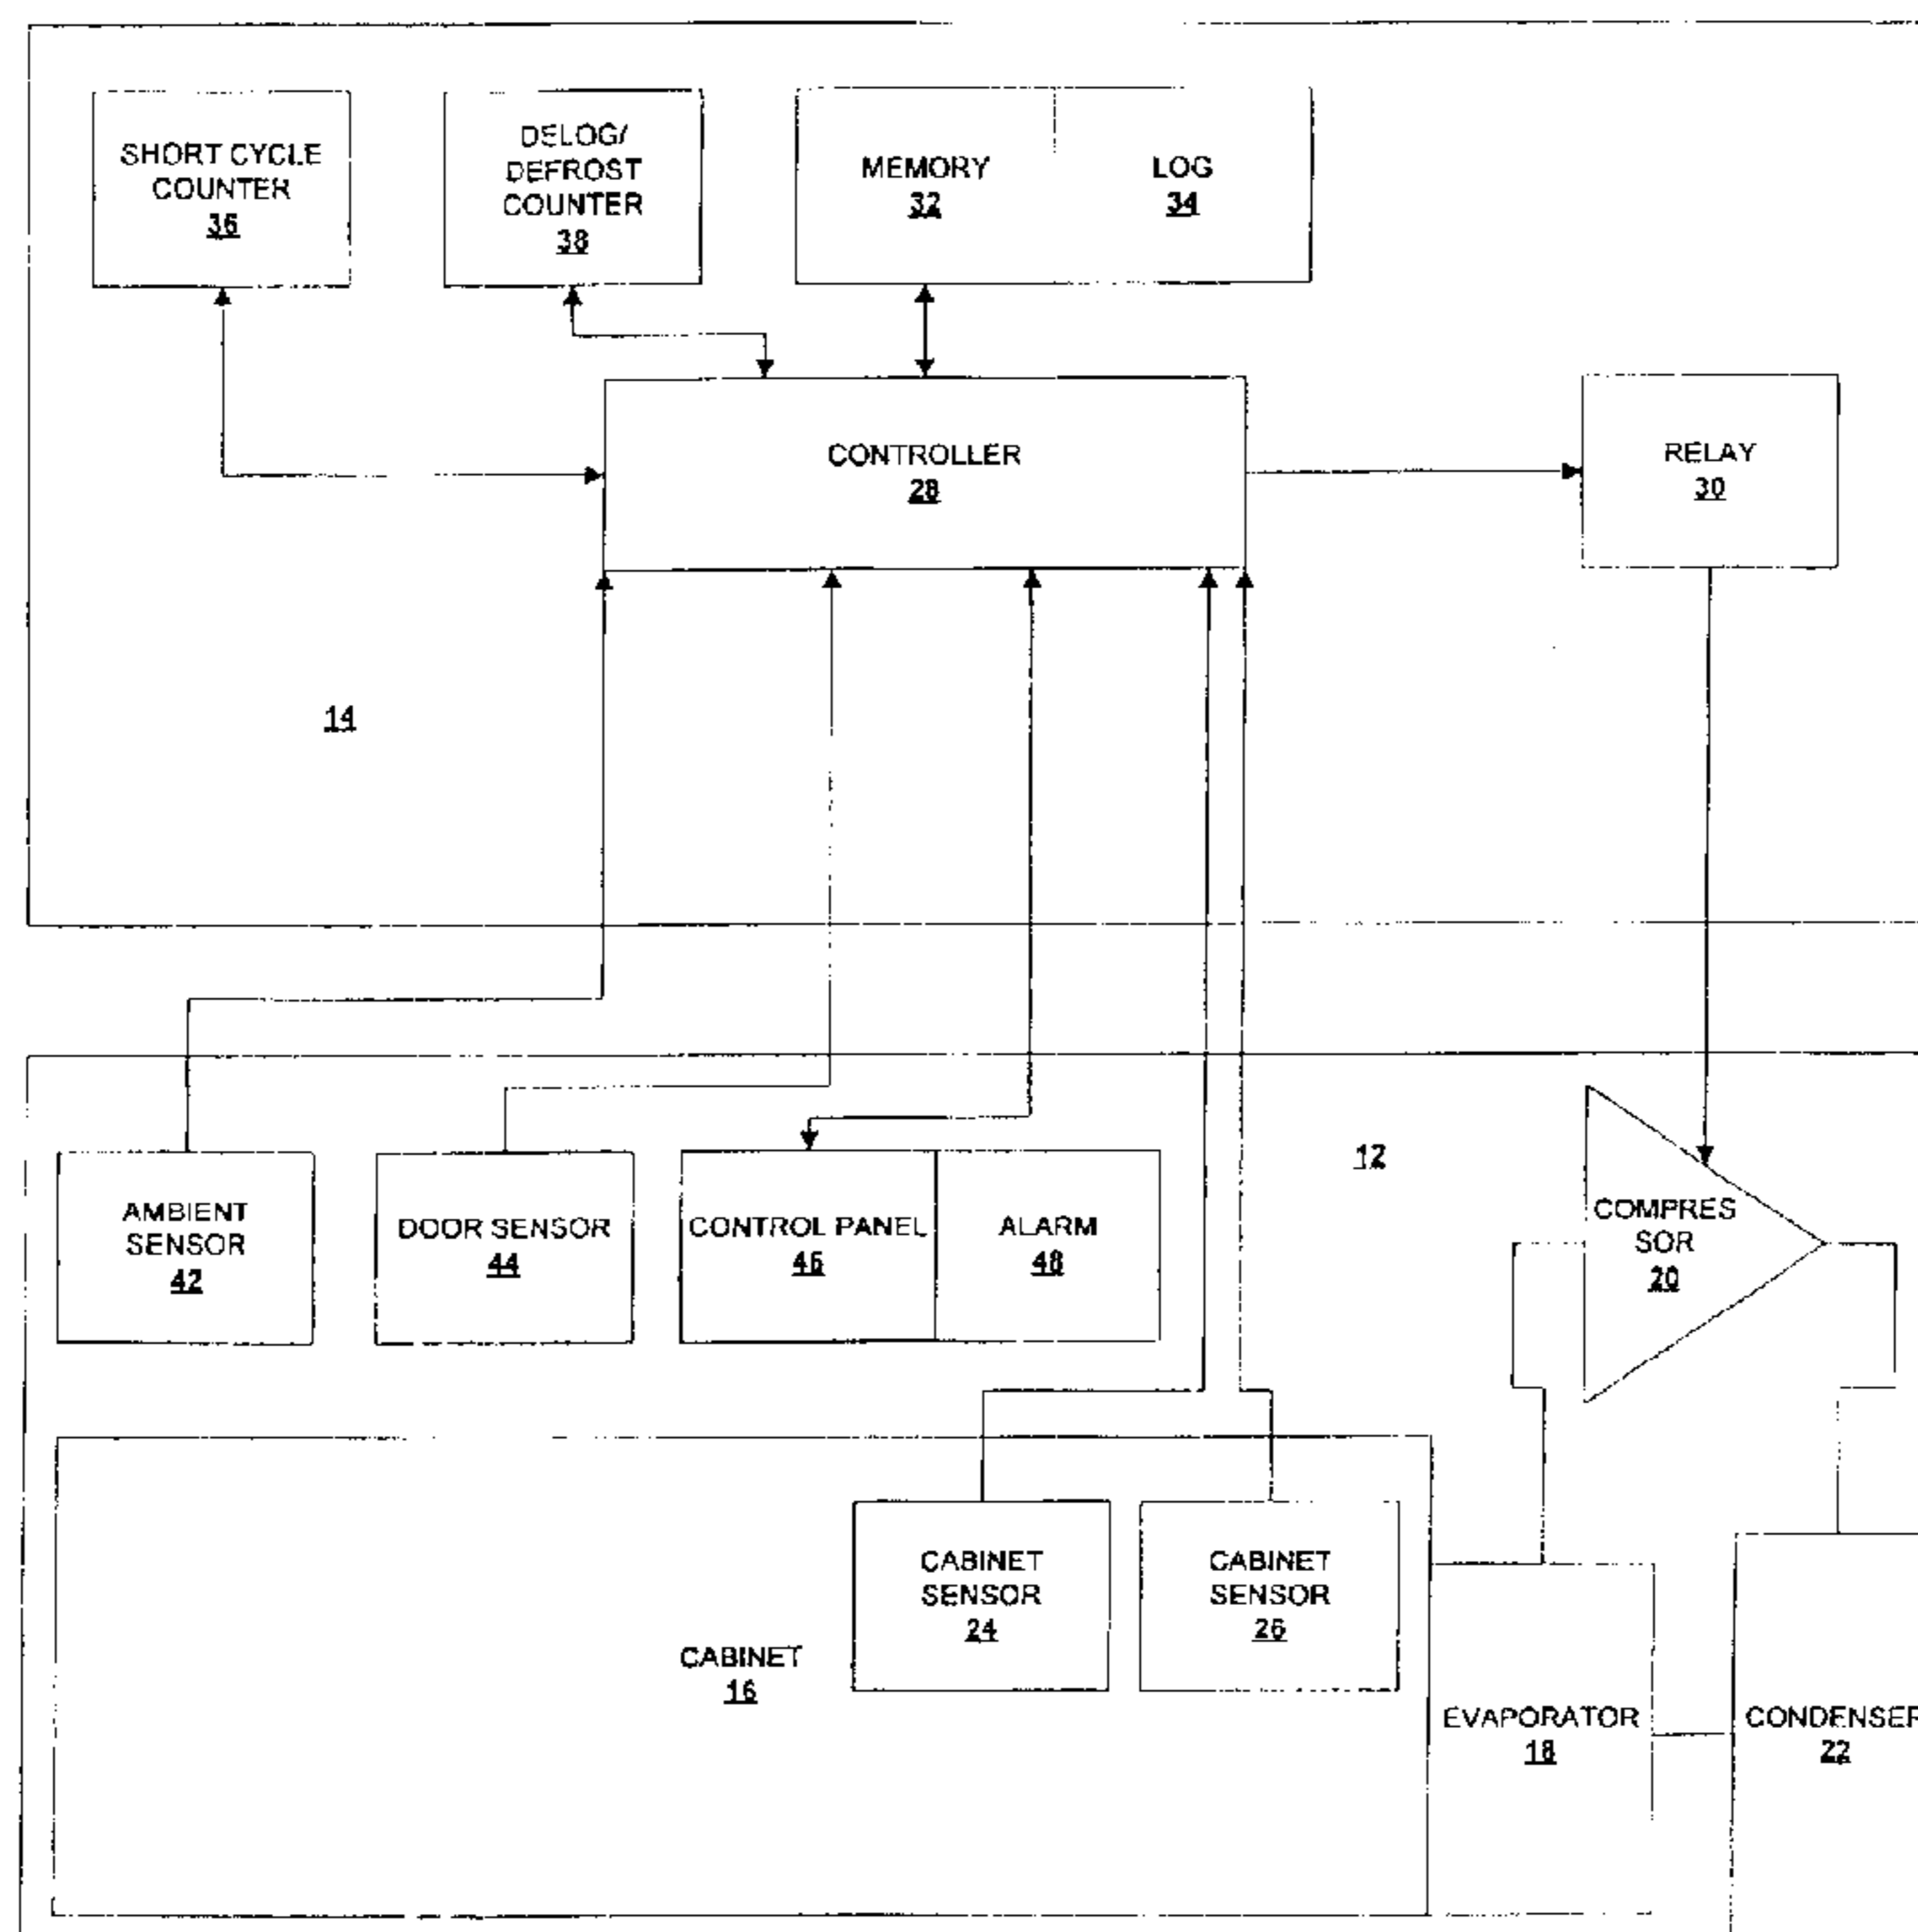 SHORT CYCLE
COUNTER
36
DELOG/
DEFROST
COUNTER
38
MEMORY
32
LOG
34
CONTROLLER
28
RELAY
30
14
12
AMBIENT
SENSOR
42
DOOR SENSOR
44
CONTROL PANEL
46
ALARM
48
COMPRES
SOR
20
CABINET
SENSOR
24
CABINET
SENSOR
26
CABINET
16
EVAPORATOR
18
CONDENSER
22